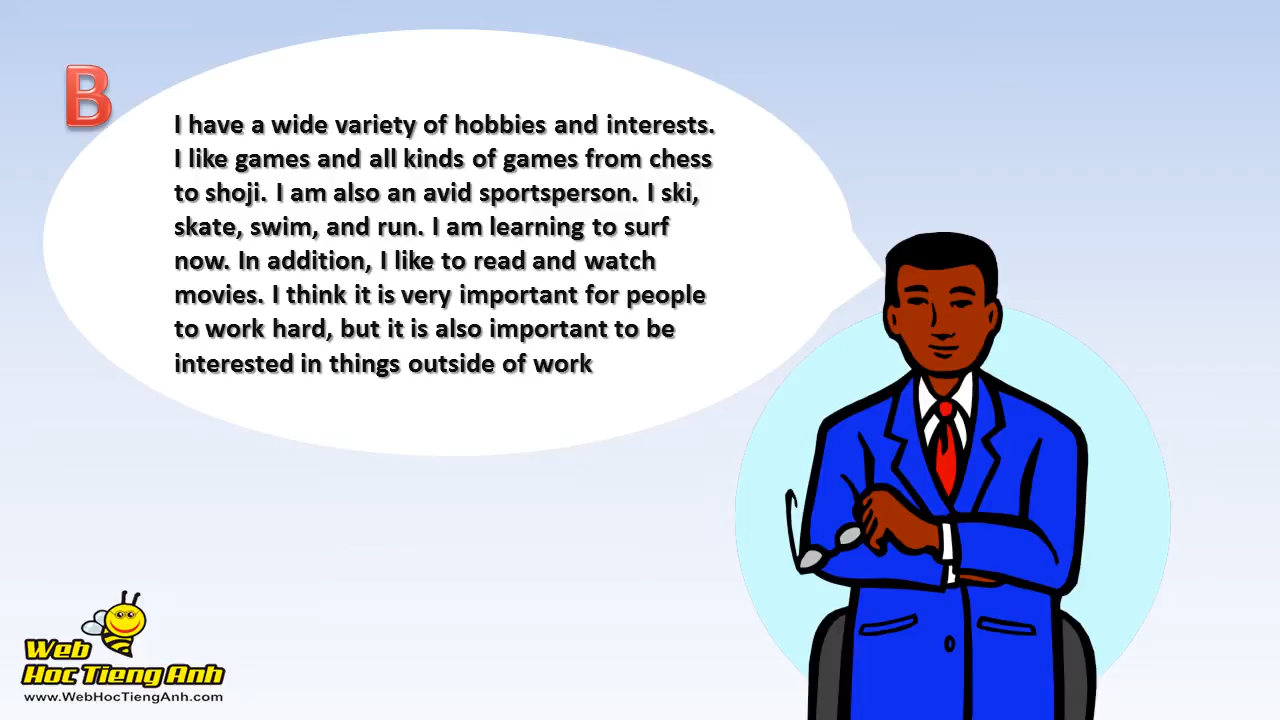 B
I have a wide variety of hobbies and interests.
I like games and all kinds of games from chess
to shoji. I am also an avid sportsperson. I ski,
skate, swim, and run. I am learning to surf
now. In addition, I like to read and watch
movies. I think it is very important for people
to work hard, but it is also important to be
interested in things outside of work
Web
Hoc Tieng Anh
www.WebHocTiengAnh.com